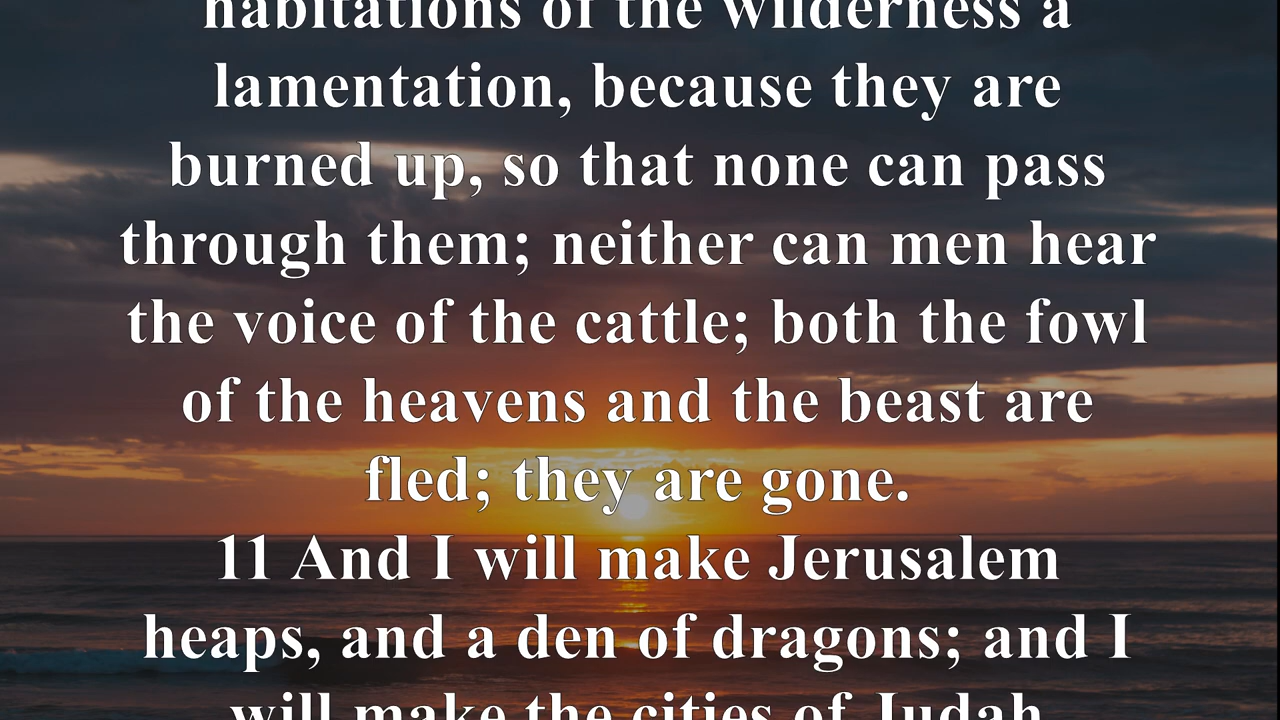 habitations of the wilderness a
lamentation, because they are
burned up, so that none can pass
through them; neither can men hear
the voice of the cattle; both the fowl
of the heavens and the beast are
fled; they are gone.
11 And I will make Jerusalem
heaps, and a den of dragons; and I
will make the cities of Judah